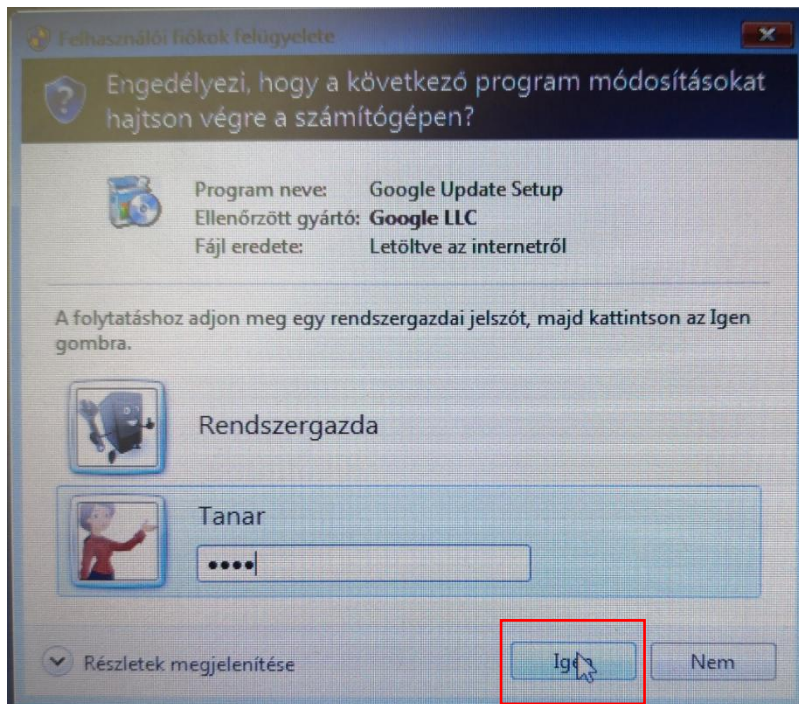 Felhasználói fiókok felügyelete
Engedélyezi, hogy a következő program módosításokat
hajtson végre a számítógépen?
Program neve: Google Update Setup
Ellenőrzött gyártó: Google LLC
Fájl eredete: Letöltve az internetről
A folytatáshoz adjon meg egy rendszergazdai jelszót, majd kattintson az Igen
gombra.
Rendszergazda
Tanar
••••
Részletek megjelenítése
Igen
Nem